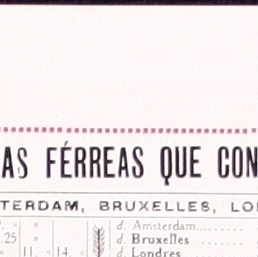 AS FÉRREAS QUE CON
TERDAM, BRUXELLES, LO
d. Amsterdam
.25 d. Bruxelles
11. 14. d. Londres